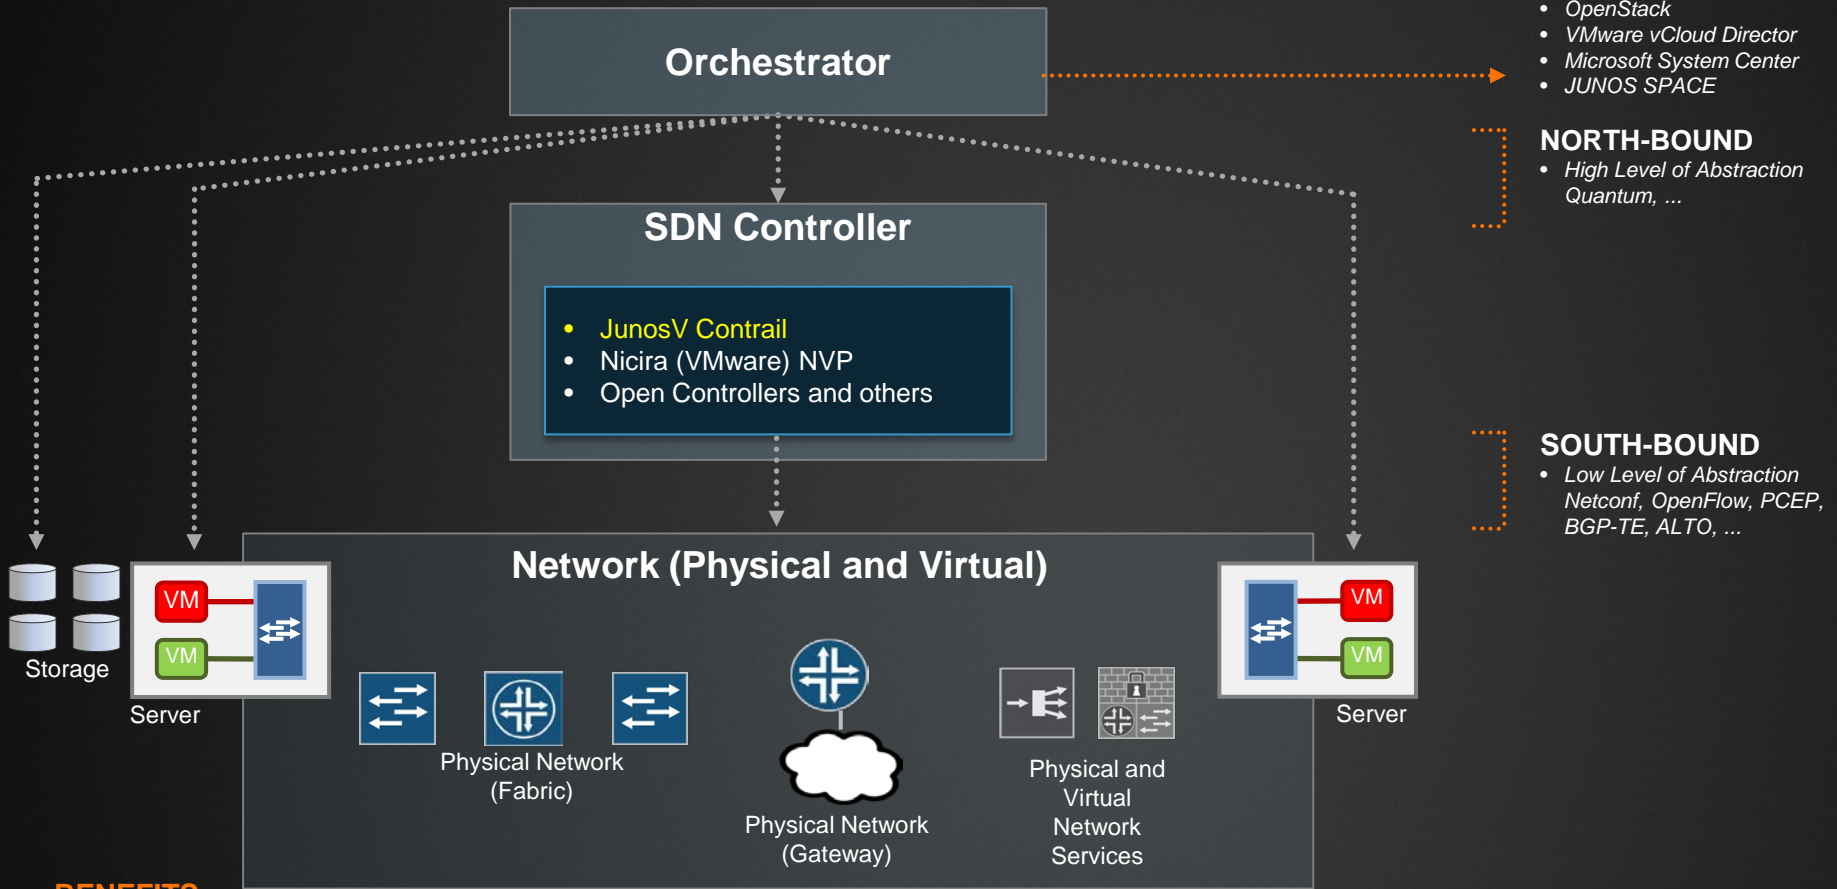 • OpenStack
• VMware vCloud Director
• Microsoft System Center
• JUNOS SPACE
Orchestrator
NORTH-BOUND
• High Level of Abstraction
Quantum, ...
SDN Controller
• JunosV Contrail
• Nicira (VMware) NVP
• Open Controllers and others
SOUTH-BOUND
• Low Level of Abstraction
Netconf, OpenFlow, PCEP,
BGP-TE, ALTO, ...
Network (Physical and Virtual)
Storage
VM
VM
Server
Physical Network
(Fabric)
Physical Network
(Gateway)
Physical and
Virtual
Network
Services
VM
VM
Server
BENEFITS